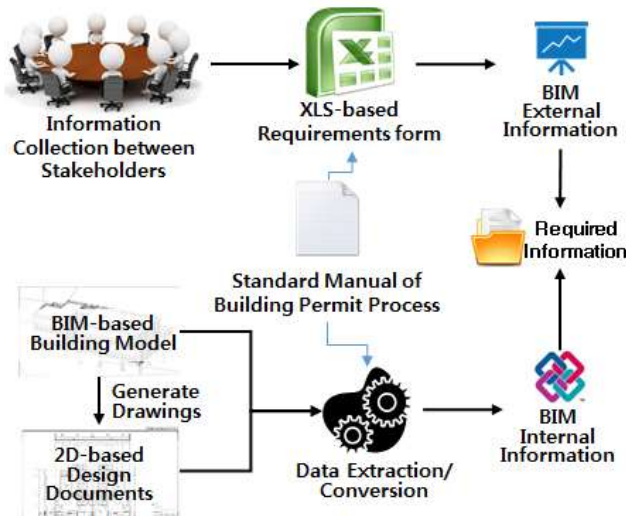 Information
Collection between
Stakeholders
XLS-based
Requirements form
BIM
External
Information
Required
Information
Standard Manual of
Building Permit Process
BIM-based
Building Model
Generate
Drawings
2D-based
Design
Documents
Data Extraction/
Conversion
BIM
Internal
Information